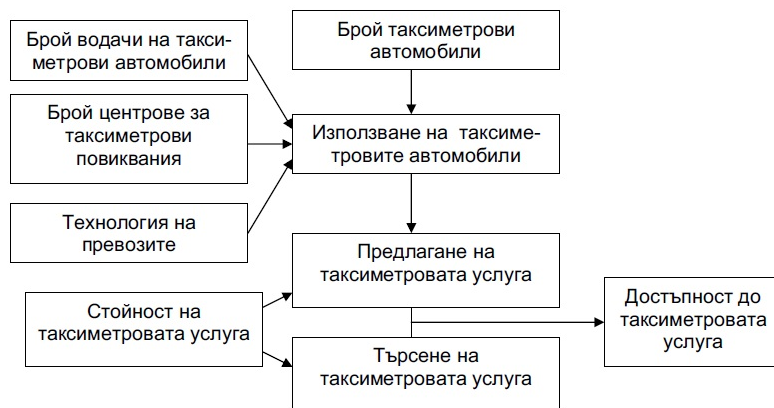 Брой водачи на такси-
метрови автомобили
Брой таксиметрови
автомобили
Брой центрове за
таксиметрови
повиквания
Използване на таксиме-
тровите автомобили
Технология на
превозите
Предлагане на
таксиметровата услуга
Стойност на
таксиметровата услуга
Достъпност до
таксиметровата
услуга
Търсене на
таксиметровата услуга